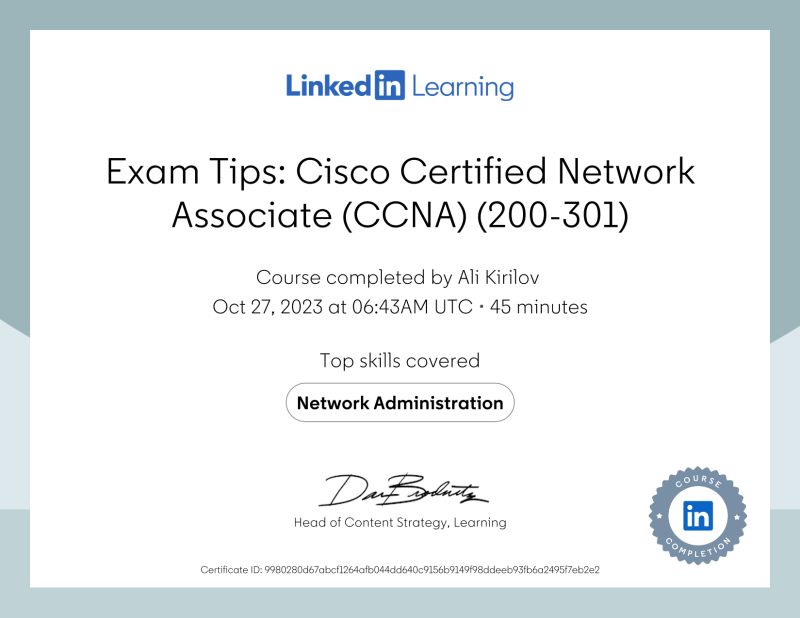 Linked in Learning
Exam Tips: Cisco Certified Network
Associate (CCNA) (200-301)
Course completed by Ali Kirilov
Oct 27, 2023 at 06:43AM UTC • 45 minutes
Top skills covered
Network Administration
Head of Content Strategy, Learning
COURSE
in
COMPLETION
Certificate ID: 9980280d67abcf1264afb044dd640c9156b9149f98ddeeb93fb6a2495f7eb2e2